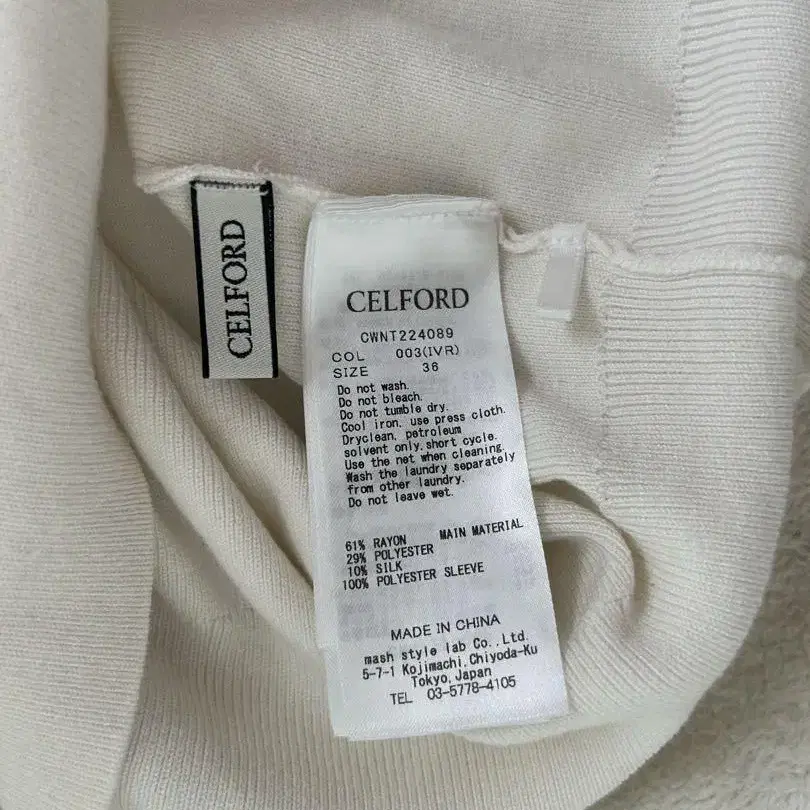 CELFORD
CELFORD
CWNT224089
COL 003(IVR)
SIZE 36
Do not wash.
Do not bleach.
Do not tumble dry.
Cool iron, use press cloth.
Dryclean, petroleum
solvent only,short cycle.
Use the net when cleaning.
Wash the laundry separately
from other laundry.
Do not leave wet.
61% RAYON MAIN MATERIAL
29% POLYESTER
10% SILK
100% POLYESTER SLEEVE
MADE IN CHINA
mash style lab Co.,Ltd.
5-7-1 Kojimachi,Chiyoda-Ku
Tokyo,Japan
TEL 03-5778-4105